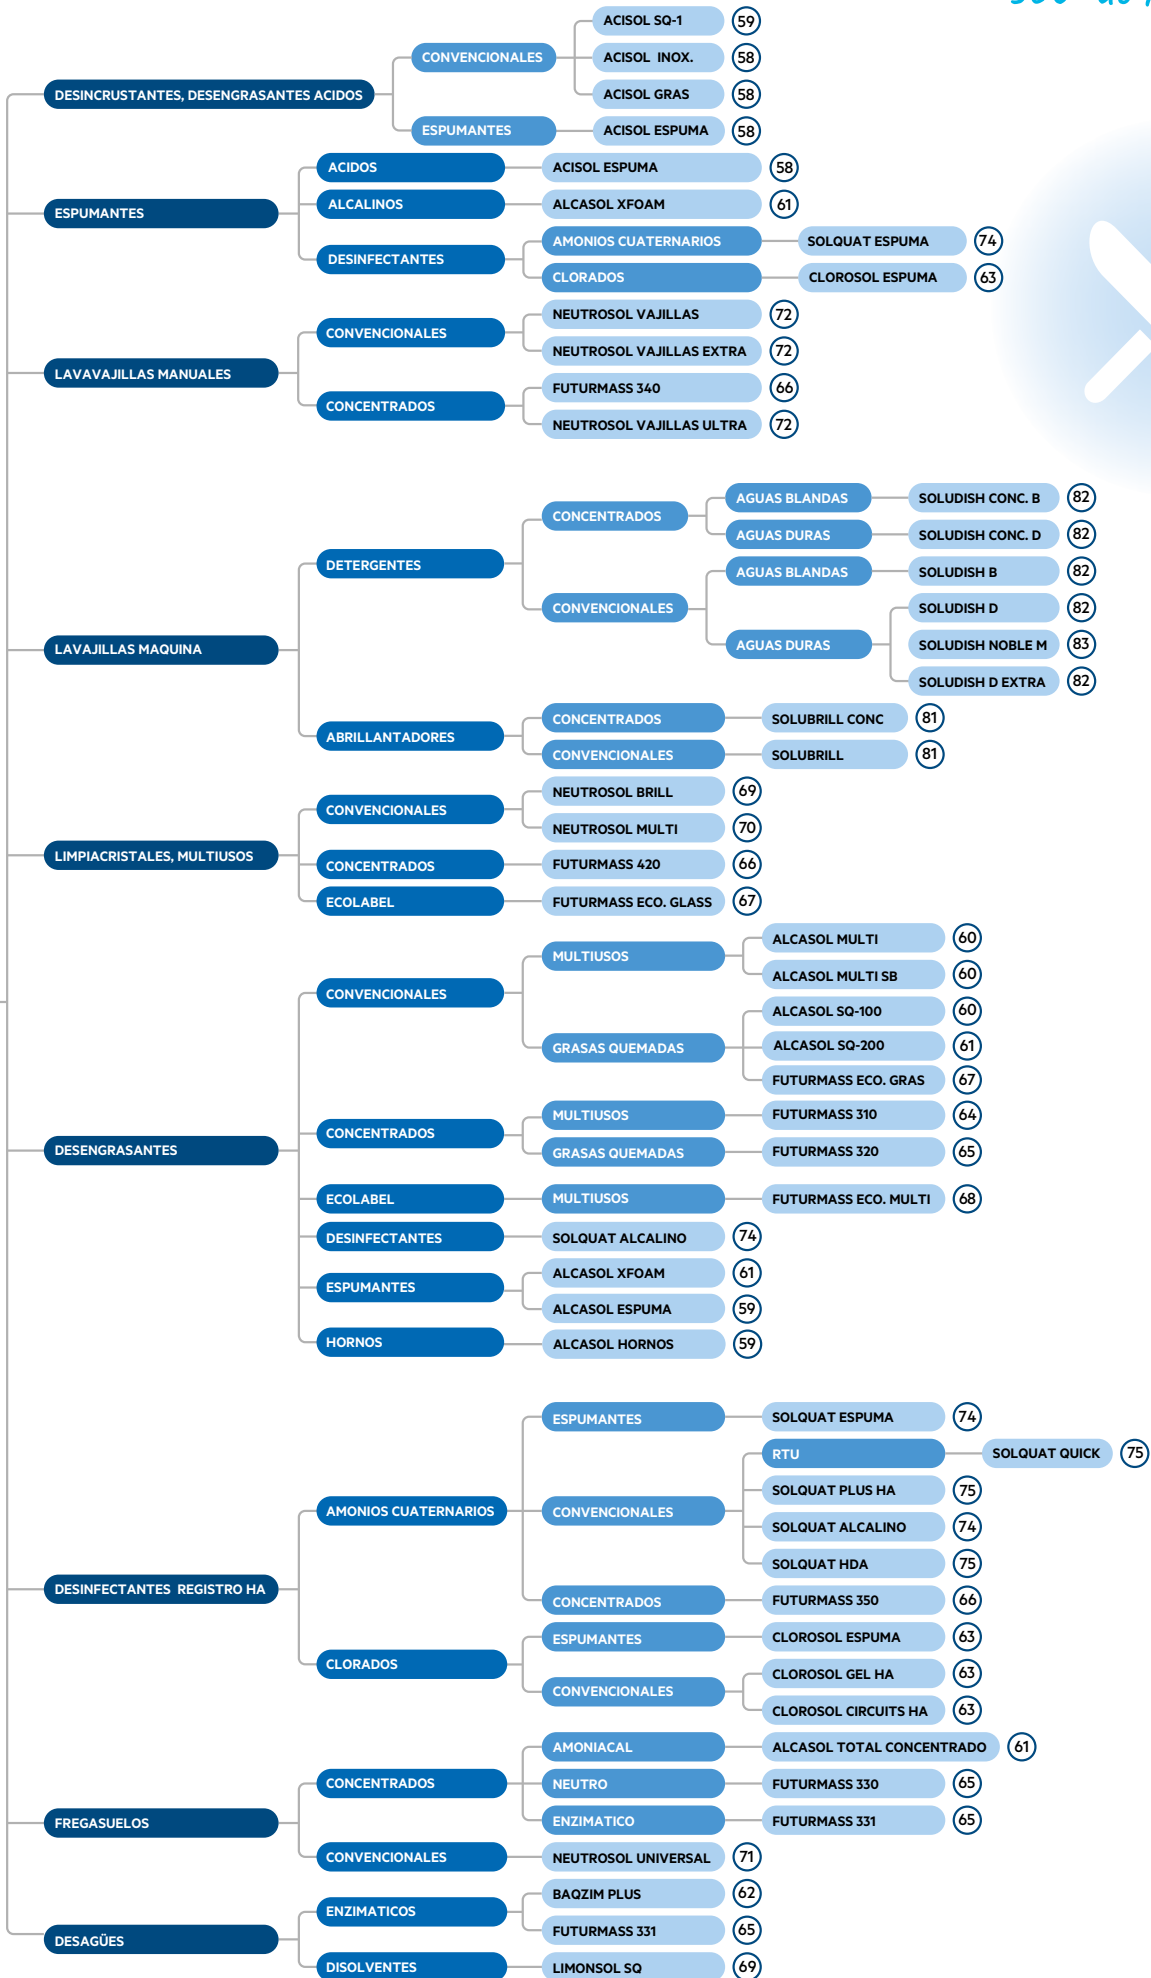 ACISOL SQ-1 59
CONVENCIONALES ACISOL INOX. 58
DESINCRUSTANTES, DESENGRASANTES ACIDOS ACISOL GRAS 58
ESPUMANTES ACISOL ESPUMA 58
ACIDOS ACISOL ESPUMA 58
ESPUMANTES ALCALINOS ALCASOL XFOAM 61
AMONIOS CUATERNARIOS SOLQUAT ESPUMA 74
DESINFECTANTES
CLORADOS CLOROSOL ESPUMA 63
NEUTROSOL VAJILLAS 72
CONVENCIONALES
NEUTROSOL VAJILLAS EXTRA 72
LAVAVAJILLAS MANUALES
FUTURMASS 340 66
CONCENTRADOS
NEUTROSOL VAJILLAS ULTRA 72
AGUAS BLANDAS SOLUDISH CONC. B 82
CONCENTRADOS
AGUAS DURAS SOLUDISH CONC. D 82
DETERGENTES
AGUAS BLANDAS SOLUDISH B 82
CONVENCIONALES SOLUDISH D 82
LAVAJILLAS MAQUINA AGUAS DURAS SOLUDISH NOBLE M 83
SOLUDISH D EXTRA 82
CONCENTRADOS SOLUBRILL CONC 81
ABRILLANTADORES
CONVENCIONALES SOLUBRILL 81
NEUTROSOL BRILL 69
CONVENCIONALES
NEUTROSOL MULTI 70
LIMPIACRISTALES, MULTIUSOS
CONCENTRADOS FUTURMASS 420 66
ECOLABEL FUTURMASS ECO. GLASS 67
ALCASOL MULTI 60
MULTIUSOS
ALCASOL MULTI SB 60
CONVENCIONALES
ALCASOL SQ-100 60
GRASAS QUEMADAS ALCASOL SQ-200 61
FUTURMASS ECO. GRAS 67
MULTIUSOS FUTURMASS 310 64
CONCENTRADOS
DESENGRASANTES GRASAS QUEMADAS FUTURMASS 320 65
ECOLABEL MULTIUSOS FUTURMASS ECO. MULTI 68
DESINFECTANTES SOLQUAT ALCALINO 74
ALCASOL XFOAM 61
ESPUMANTES
ALCASOL ESPUMA 59
HORNOS ALCASOL HORNOS 59
ESPUMANTES SOLQUAT ESPUMA 74
RTU SOLQUAT QUICK 75
SOLQUAT PLUS HA 75
AMONIOS CUATERNARIOS CONVENCIONALES
SOLQUAT ALCALINO 74
SOLQUAT HDA 75
DESINFECTANTES REGISTRO HA
CONCENTRADOS FUTURMASS 350 66
ESPUMANTES CLOROSOL ESPUMA 63
CLORADOS
CLOROSOL GEL HA 63
CONVENCIONALES
CLOROSOL CIRCUITS HA 63
AMONIACAL ALCASOL TOTAL CONCENTRADO 61
CONCENTRADOS NEUTRO FUTURMASS 330 65
FREGASUELOS ENZIMATICO FUTURMASS 331 65
CONVENCIONALES NEUTROSOL UNIVERSAL 71
BAQZIM PLUS 62
ENZIMATICOS
FUTURMASS 331 65
DESAGÜES
DISOLVENTES LIMONSOL SQ 69